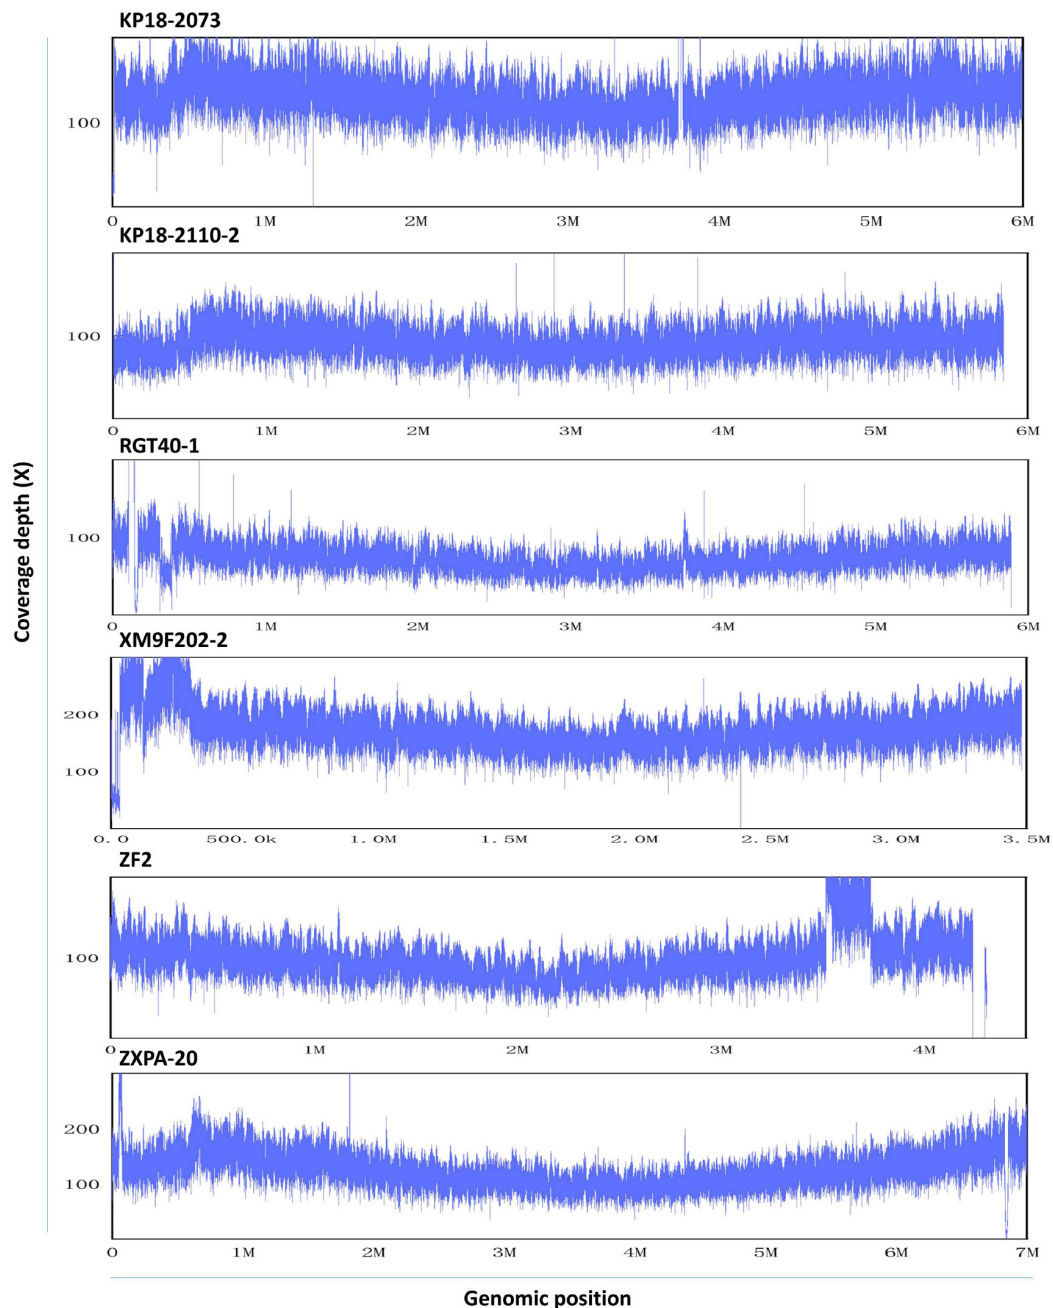 KP18-2073
100
0 1M 2M 3M 4M 5M 6M
KP18-2110-2
100
0 1M 2M 3M 4M 5M 6M
RGT40-1
100
0 1M 2M 3M 4M 5M 6M
Coverage depth (X)
XM9F202-2
200
100
0.0 500.0k 1.0M 1.5M 2.0M 2.5M 3.0M 3.5M
ZF2
100
0 1M 2M 3M 4M
ZXPA-20
200
100
0 1M 2M 3M 4M 5M 6M 7M
Genomic position